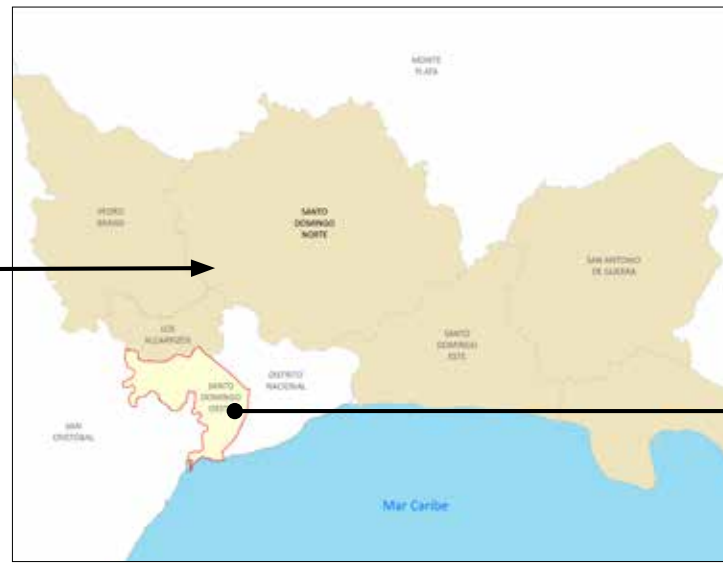 MONTE
PLATA
PEDRO
BRAND
SANTO
DOMINGO
NORTE
SAN ANTONIO
DE GUERRA
LOS
ALCARRIZOS
SANTO
DOMINGO
ESTE
DISTRITO
NACIONAL
SANTO
DOMINGO
OESTE
SAN
CRISTÓBAL
Mar Caribe